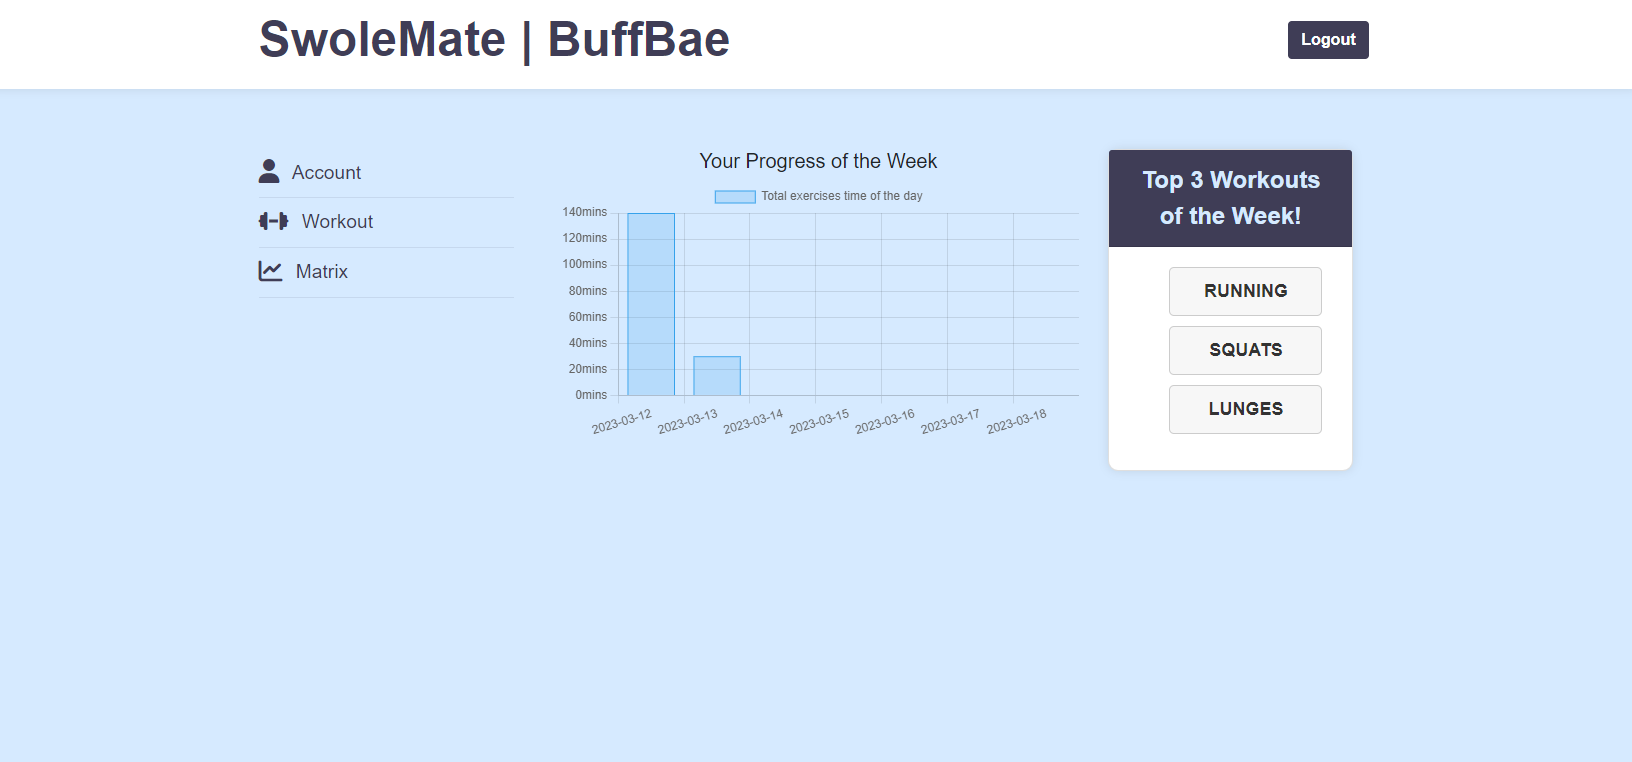 SwoleMate | BuffBae
Logout
Account
Workout
Matrix
Your Progress of the Week
Total exercises time of the day
140mins
120mins
100mins
80mins
60mins
40mins
20mins
0mins
2023-03-12
2023-03-13
2023-03-14
2023-03-15
2023-03-16
2023-03-17
2023-03-18
Top 3 Workouts
of the Week!
RUNNING
SQUATS
LUNGES